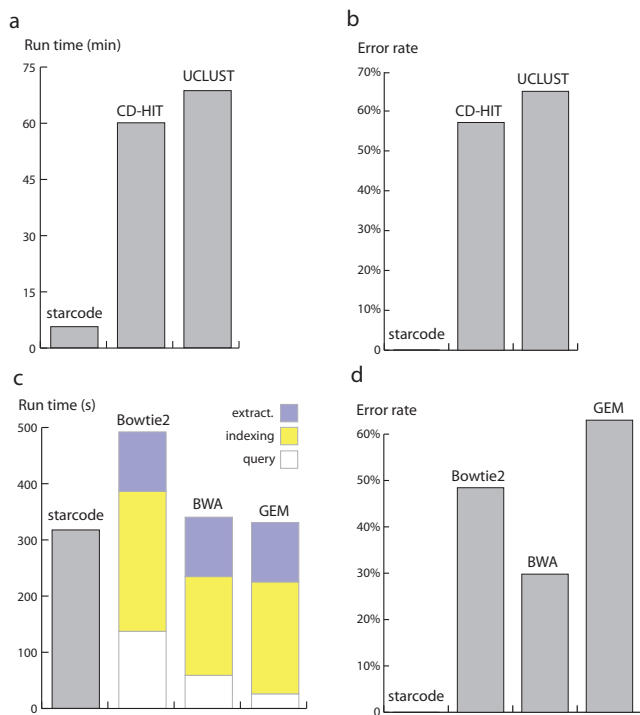 a
Run time (min)
75
60
45
30
15
0
starcode
CD-HIT
UCLUST
b
Error rate
70%
60%
50%
40%
30%
20%
10%
0
starcode
CD-HIT
UCLUST
c
Run time (s)
500
400
300
200
100
0
starcode
Bowtie2
BWA
GEM
extract.
indexing
query
d
Error rate
60%
50%
40%
30%
20%
10%
0
starcode
Bowtie2
BWA
GEM